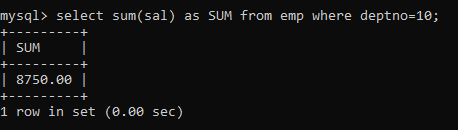 mysql> select sum(sal) as SUM from emp where deptno=10;
+---------+
| SUM     |
+---------+
| 8750.00 |
+---------+
1 row in set (0.00 sec)